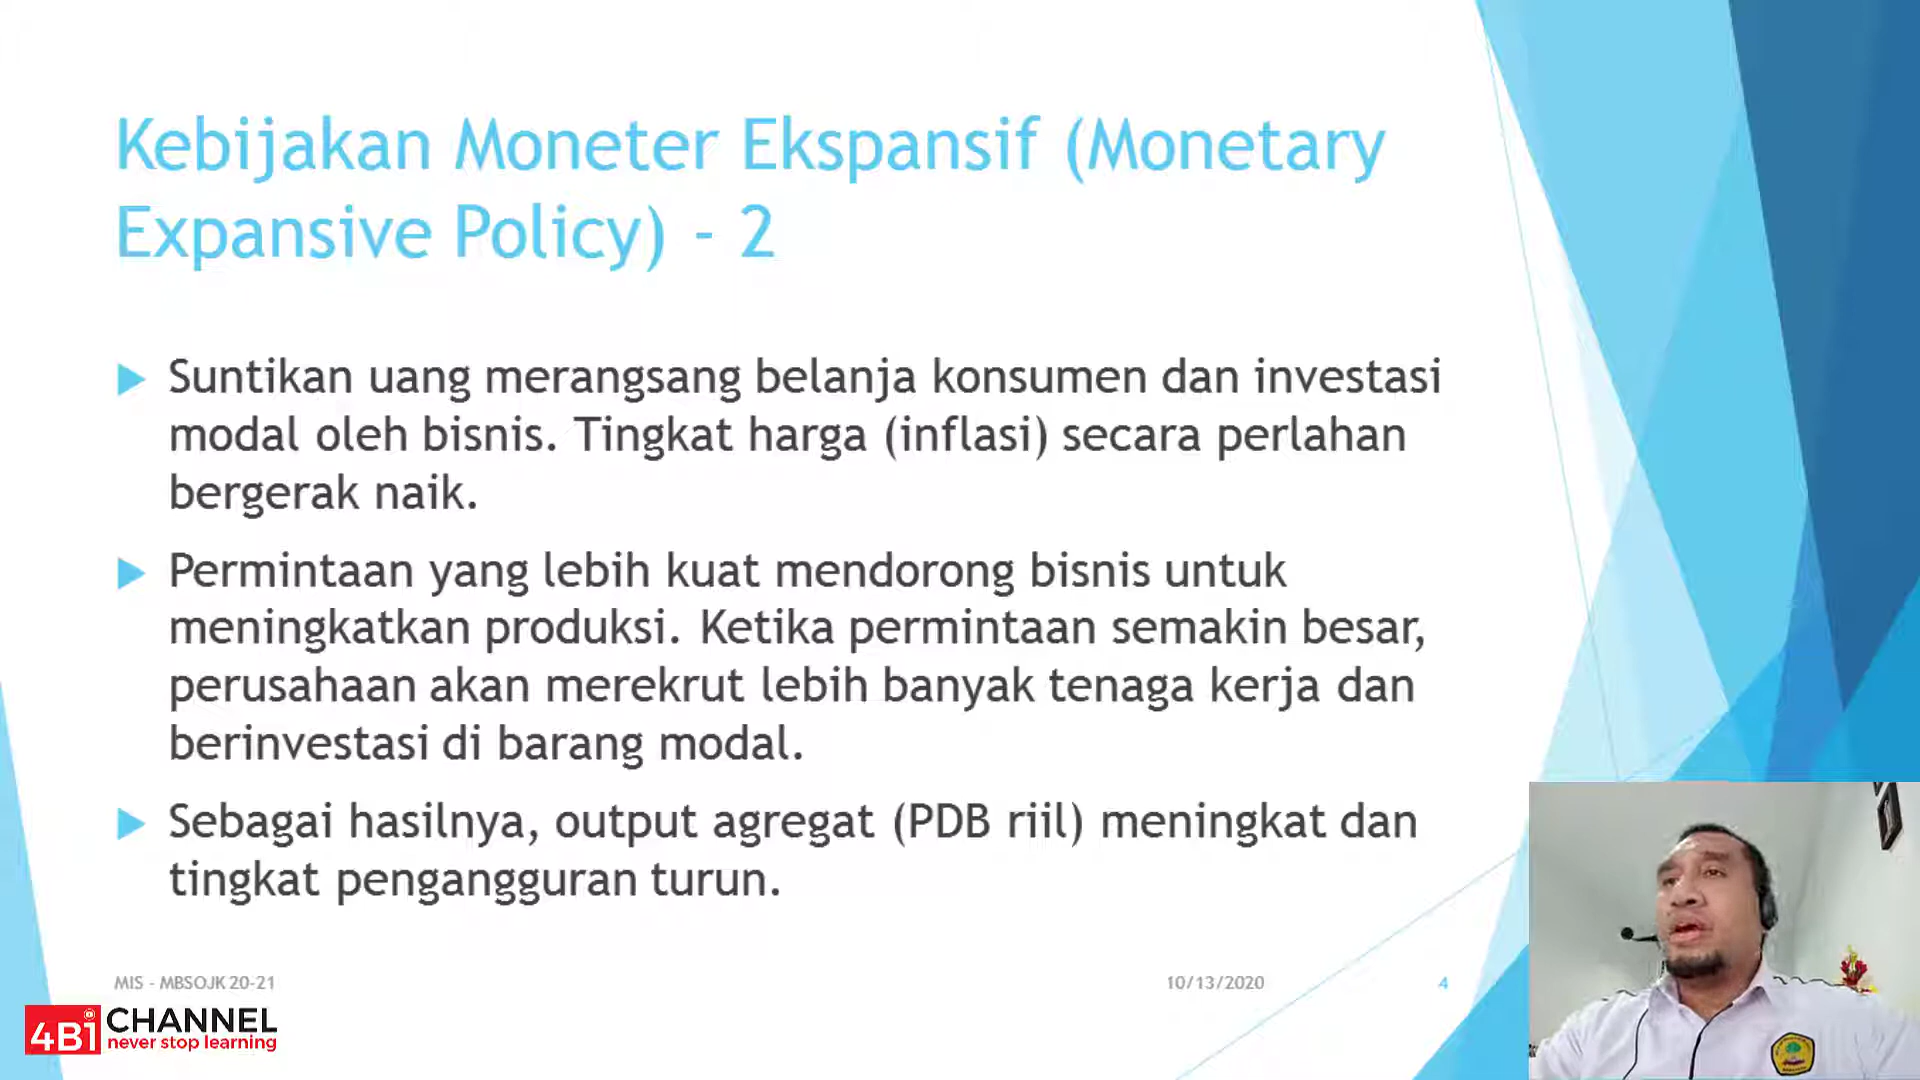 Kebijakan Moneter Ekspansif (Monetary
Expansive Policy) - 2
Suntikan uang merangsang belanja konsumen dan investasi
modal oleh bisnis. Tingkat harga (inflasi) secara perlahan
bergerak naik.
Permintaan yang lebih kuat mendorong bisnis untuk
meningkatkan produksi. Ketika permintaan semakin besar,
perusahaan akan merekrut lebih banyak tenaga kerja dan
berinvestasi di barang modal.
Sebagai hasilnya, output agregat (PDB riil) meningkat dan
tingkat pengangguran turun.
MIS - MBSOJK 20-21
10/13/2020
4
4Bi CHANNEL
never stop learning